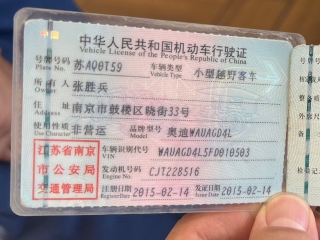 中华人民共和国机动车行驶证
Vehicle License of the People's Republic of China
号牌号码 苏AQ0T59 车辆类型 小型越野客车
Plate No. Vehicle Type
所有人 张胜兵
Owner
住址 南京市鼓楼区晓街33号
Address
使用性质 非营运 品牌型号 奥迪WAUAGD4L
Use Character Model
江苏省南京
市公安局
交通管理局
车辆识别代号 WAUAGD4L5FD010503
VIN
发动机号码 CJT228516
Engine No.
注册日期 2015-02-14 发证日期 2015-02-14
Register Date Issue Date